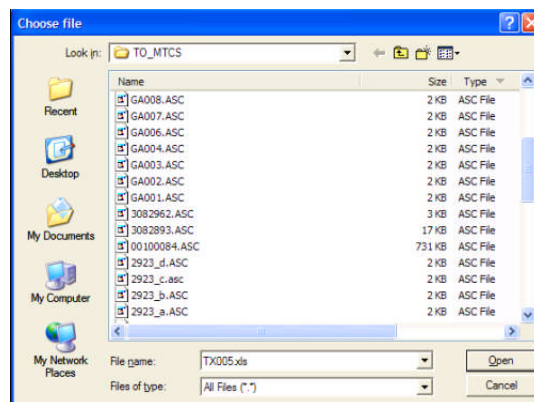 Choose file
Look in: TO_MTCS
Name Size Type
GA008.ASC 2 KB ASC File
GA007.ASC 2 KB ASC File
GA006.ASC 2 KB ASC File
GA004.ASC 2 KB ASC File
GA003.ASC 2 KB ASC File
GA002.ASC 2 KB ASC File
GA001.ASC 2 KB ASC File
3082962.ASC 3 KB ASC File
3082893.ASC 17 KB ASC File
00100084.ASC 731 KB ASC File
2923_d.ASC 2 KB ASC File
2923_c.asc 2 KB ASC File
2923_b.ASC 2 KB ASC File
2923_a.ASC 2 KB ASC File
Recent
Desktop
My Documents
My Computer
My Network
Places
File name: TX005.xls Open
Files of type: All Files (*.*) Cancel